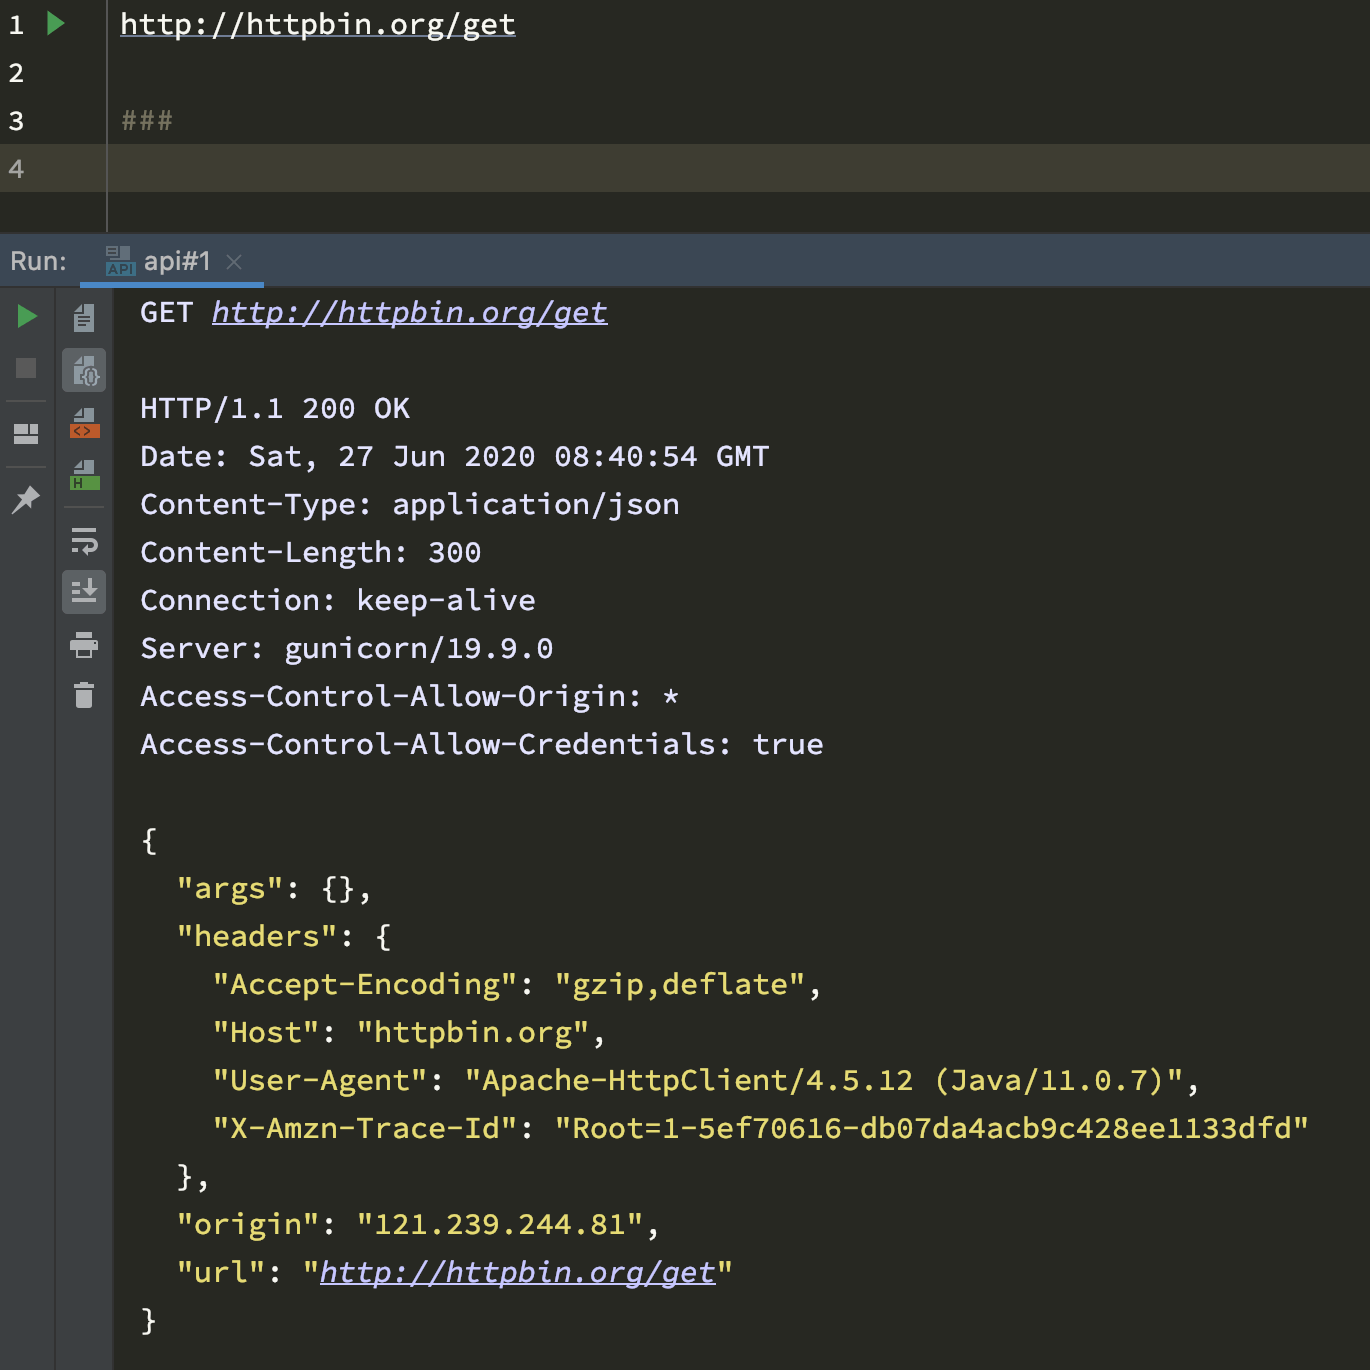 1 http://httpbin.org/get
2
3 ###
4
Run: API api#1
GET http://httpbin.org/get
HTTP/1.1 200 OK
Date: Sat, 27 Jun 2020 08:40:54 GMT
Content-Type: application/json
Content-Length: 300
Connection: keep-alive
Server: gunicorn/19.9.0
Access-Control-Allow-Origin: *
Access-Control-Allow-Credentials: true
{
  "args": {},
  "headers": {
    "Accept-Encoding": "gzip,deflate",
    "Host": "httpbin.org",
    "User-Agent": "Apache-HttpClient/4.5.12 (Java/11.0.7)",
    "X-Amzn-Trace-Id": "Root=1-5ef70616-db07da4acb9c428ee1133dfd"
  },
  "origin": "121.239.244.81",
  "url": "http://httpbin.org/get"
}